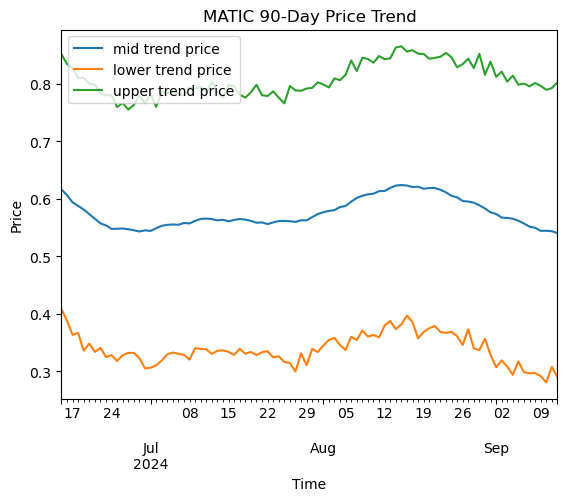 MATIC 90-Day Price Trend
mid trend price
lower trend price
upper trend price
Price
0.8
0.7
0.6
0.5
0.4
0.3
17 24 08 15 22 29 05 12 19 26 02 09
Jul Aug Sep
2024
Time